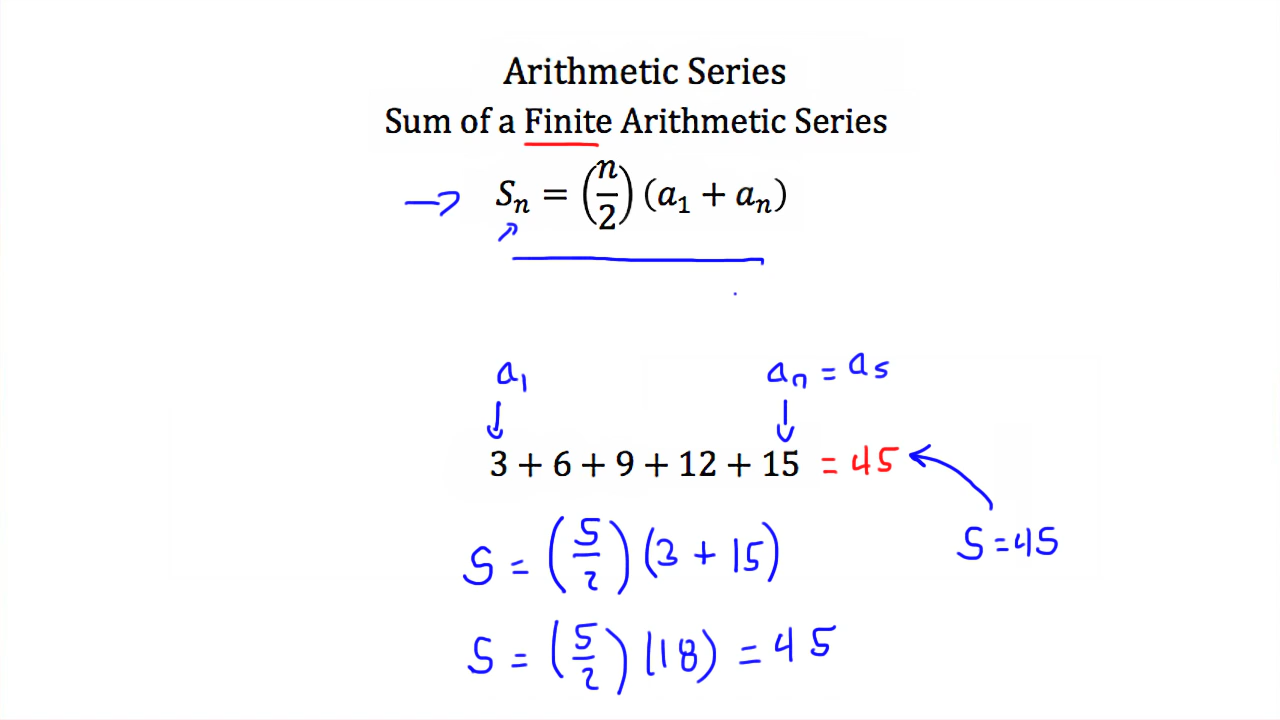 Arithmetic Series
Sum of a Finite Arithmetic Series
→ Sₙ = (n/2) (a₁ + aₙ)
a₁ aₙ = a₅
3 + 6 + 9 + 12 + 15 = 45
S = (5/2) (3 + 15) S = 45
S = (5/2) (18) = 45